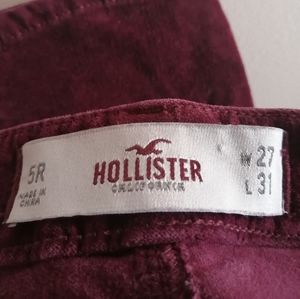 5R
MADE IN
CHINA
HOLLISTER
CALIFORNIA
W 27
L 31